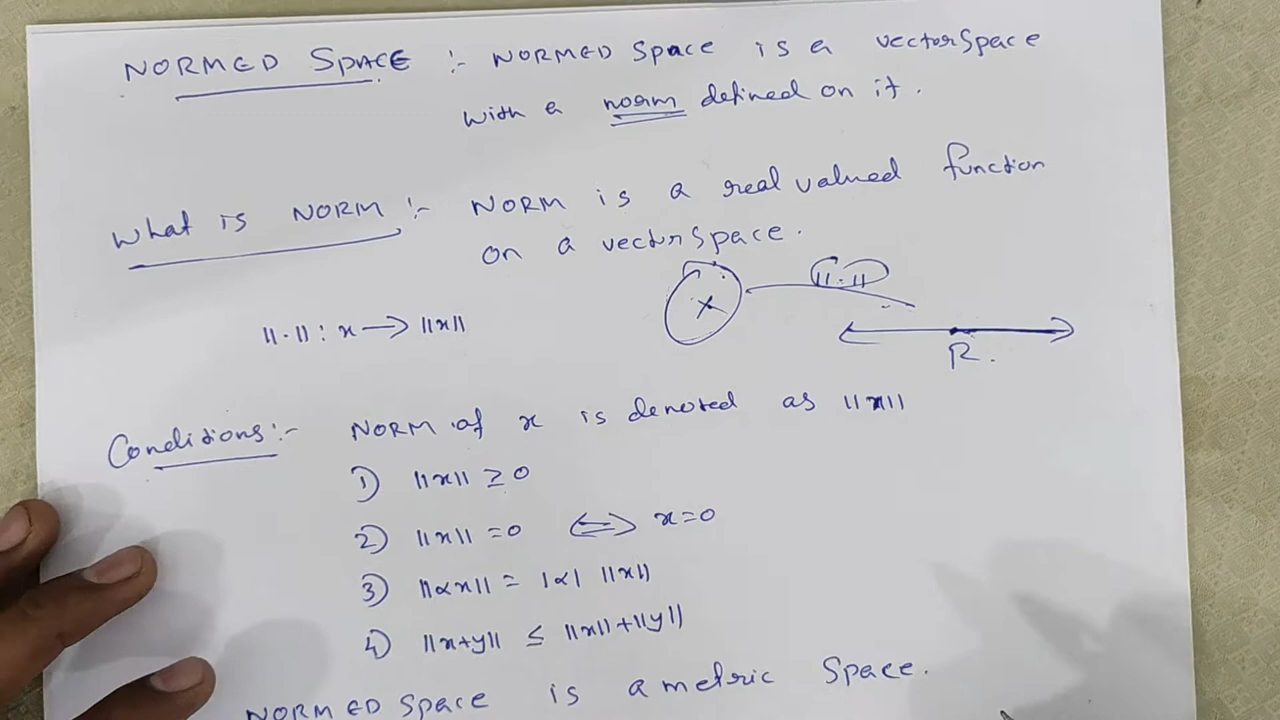 NORMED SPACE :- NORMED Space is a vectorSpace
with a norm defined on it.
What is NORM :- NORM is a real valued function
on a vectorSpace.
X ||.|| R.
||.|| : x → ||x||
Conditions :- NORM of x is denoted as ||x||
1) ||x|| ≥ 0
2) ||x|| = 0 ⟺ x=0
3) ||αx|| = |α| ||x||
4) ||x+y|| ≤ ||x||+||y||
NORMED Space is a metric Space.